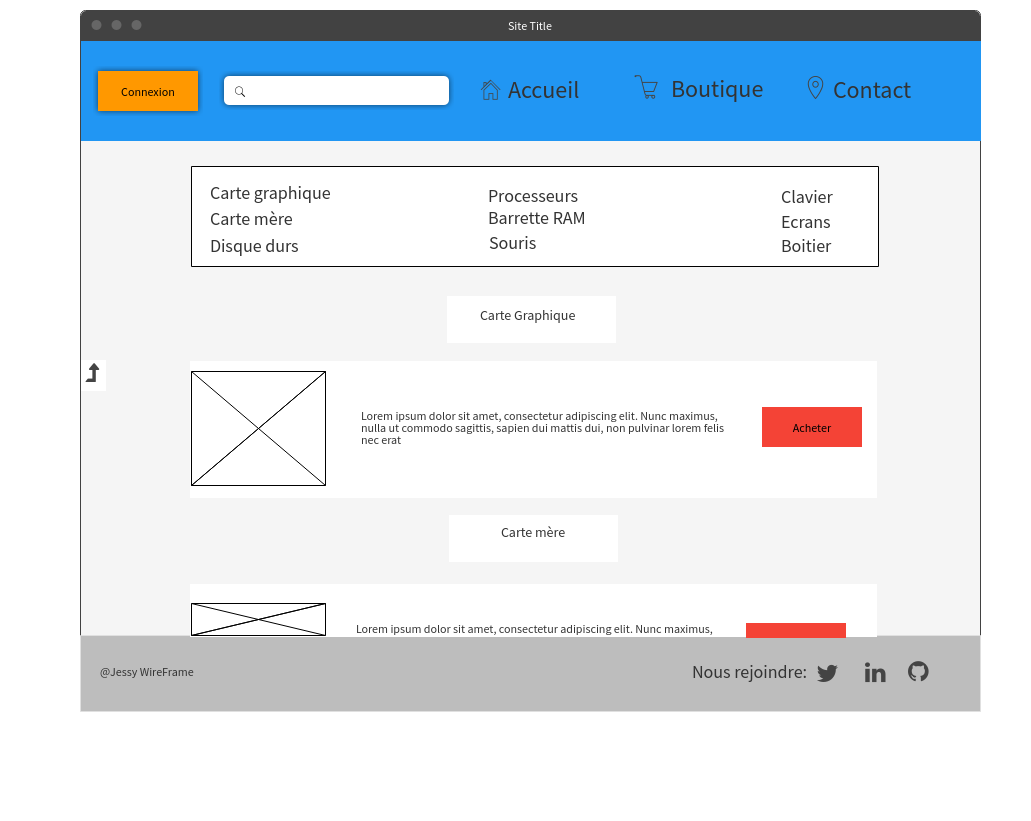 Site Title
Connexion
Accueil
Boutique
Contact
Carte graphique
Carte mère
Disque durs
Processeurs
Barrette RAM
Souris
Clavier
Ecrans
Boitier
Carte Graphique
Lorem ipsum dolor sit amet, consectetur adipiscing elit. Nunc maximus,
nulla ut commodo sagittis, sapien dui mattis dui, non pulvinar lorem felis
nec erat
Acheter
Carte mère
Lorem ipsum dolor sit amet, consectetur adipiscing elit. Nunc maximus,
@Jessy WireFrame
Nous rejoindre: